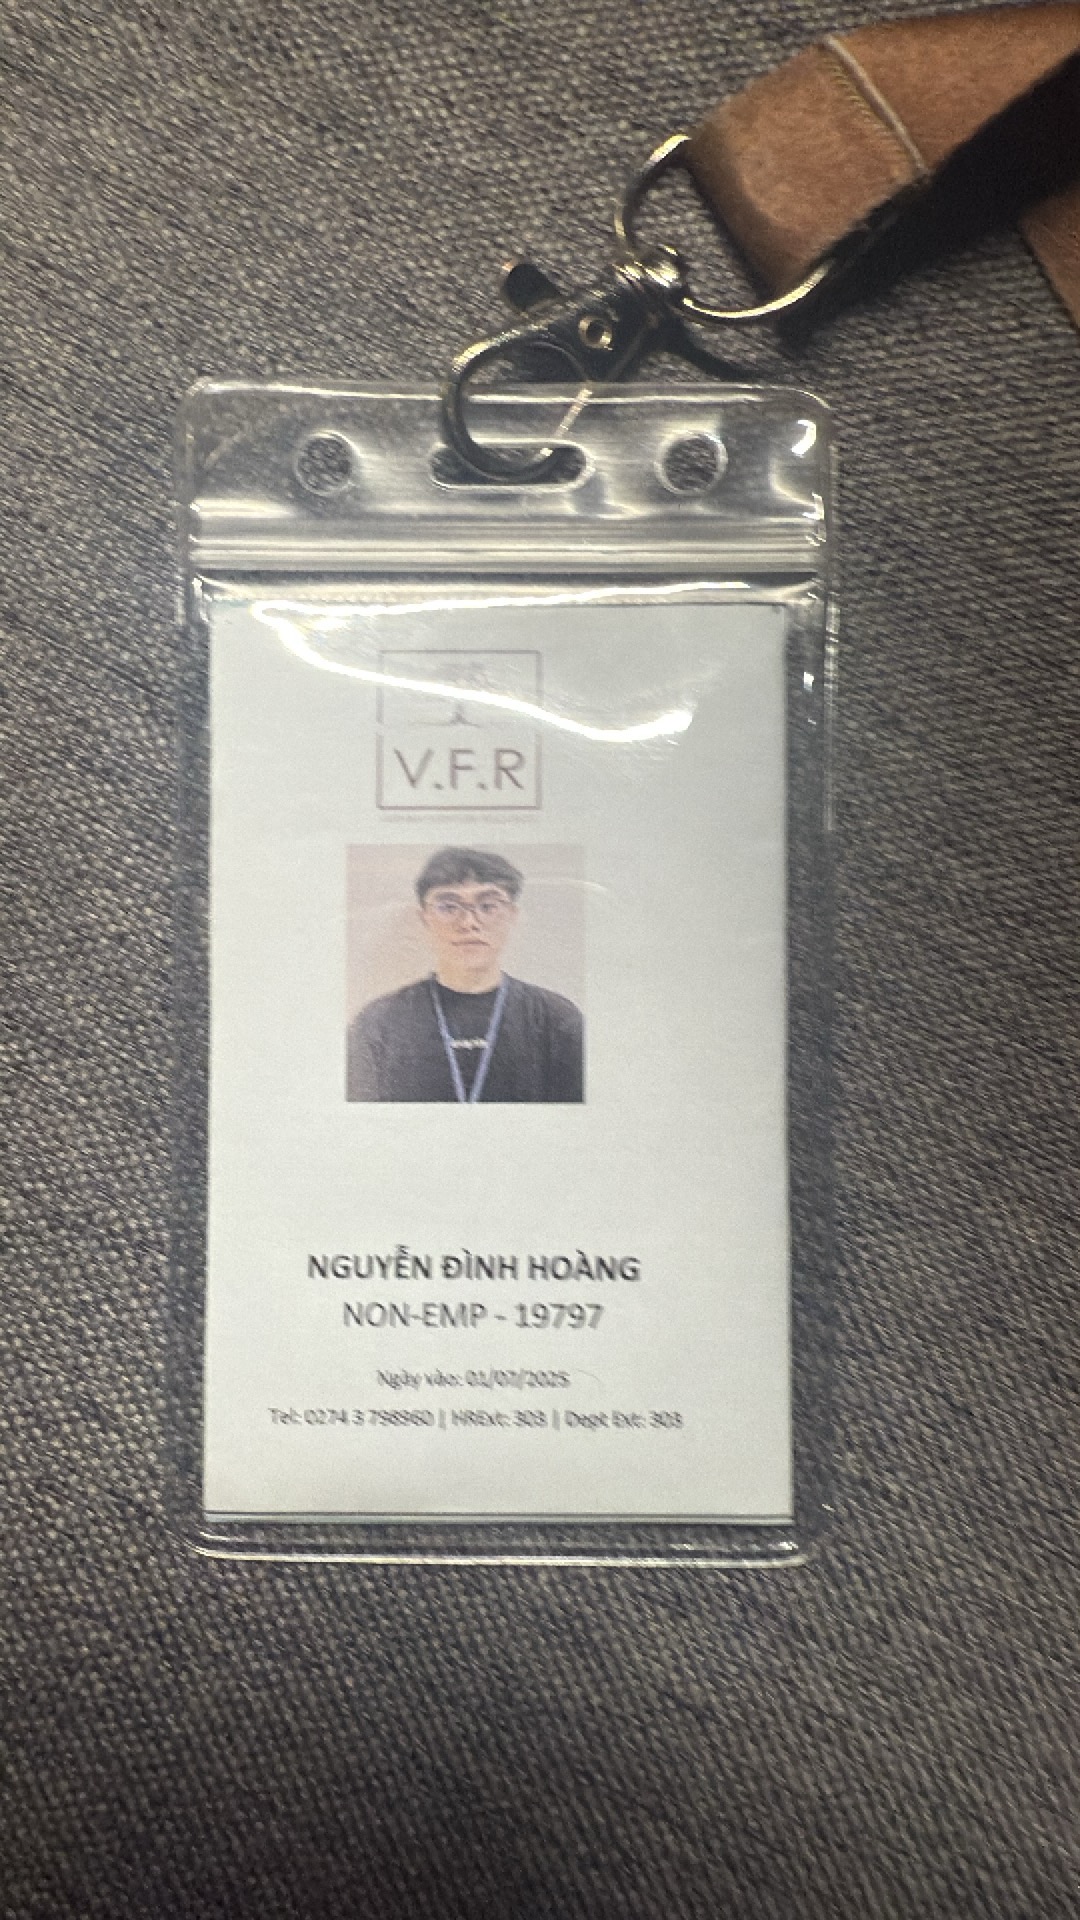 V.F.R
NGUYỄN ĐÌNH HOÀNG
NON-EMP - 19797
Ngày vào: 01/07/2025
Tel: 0274 3 798960 | HRExt: 303 | Dept Ext: 303